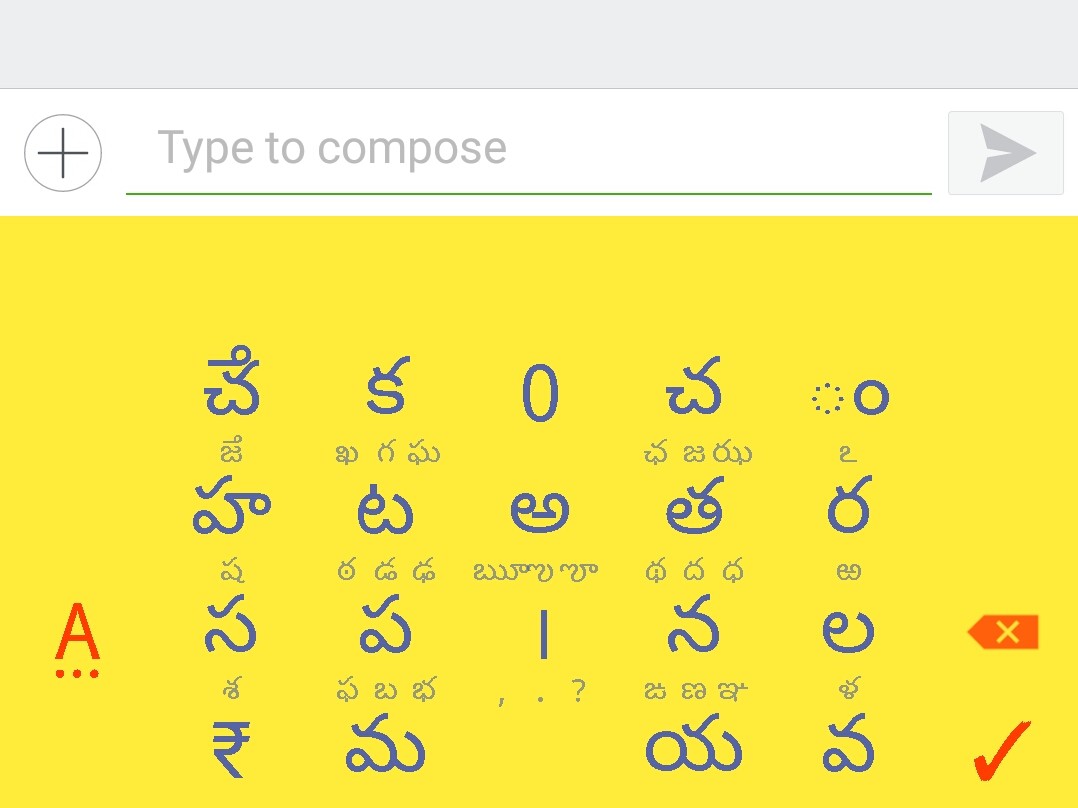 Type to compose
చే క 0 చ ం
జే ఖ గ ఘ ఛ జ ఝ ఽ
హ ట అ త ర
ష ఠ డ ఢ ౠ ఌ ౡ థ ద ధ ఱ
A స ప | న ల
శ ఫ బ భ , . ? ఙ ణ ఞ ళ
₹ మ య వ